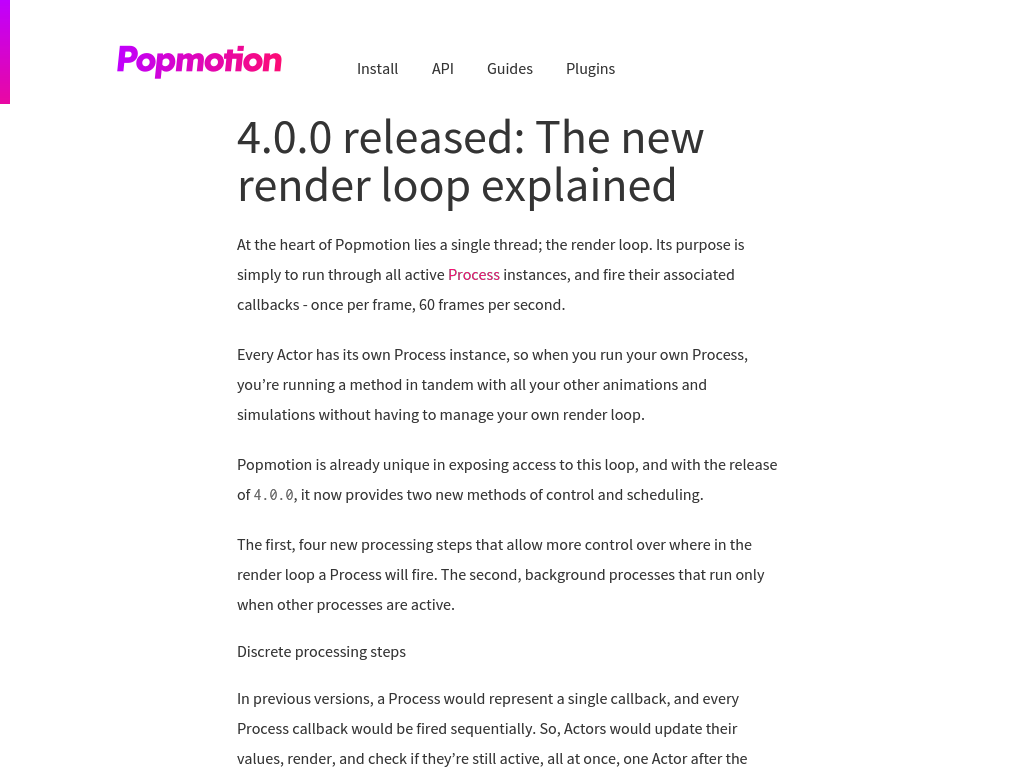 Popmotion
Install API Guides Plugins
4.0.0 released: The new
render loop explained
At the heart of Popmotion lies a single thread; the render loop. Its purpose is
simply to run through all active Process instances, and fire their associated
callbacks - once per frame, 60 frames per second.
Every Actor has its own Process instance, so when you run your own Process,
you’re running a method in tandem with all your other animations and
simulations without having to manage your own render loop.
Popmotion is already unique in exposing access to this loop, and with the release
of 4.0.0, it now provides two new methods of control and scheduling.
The first, four new processing steps that allow more control over where in the
render loop a Process will fire. The second, background processes that run only
when other processes are active.
Discrete processing steps
In previous versions, a Process would represent a single callback, and every
Process callback would be fired sequentially. So, Actors would update their
values, render, and check if they’re still active, all at once, one Actor after the